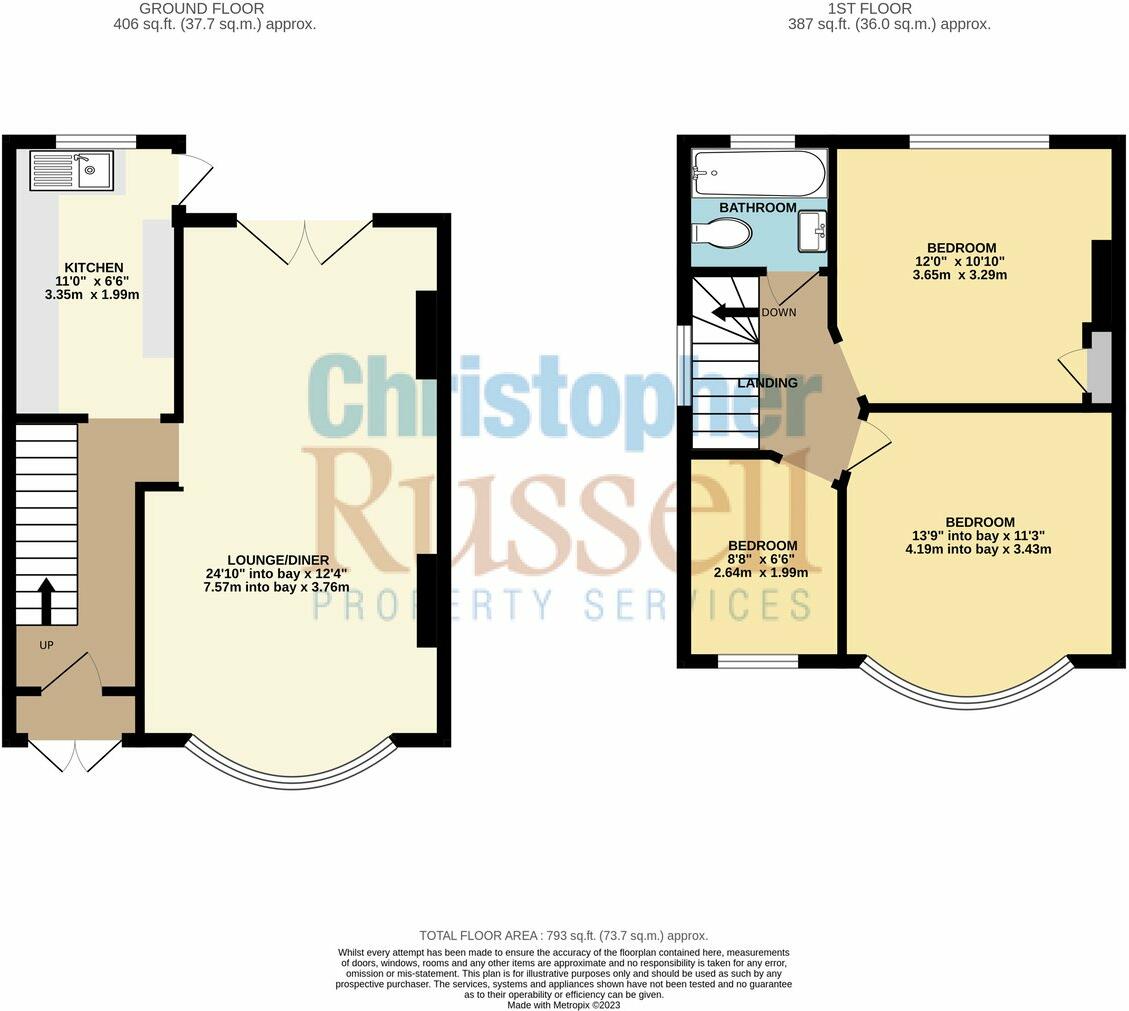 GROUND FLOOR
406 sq.ft. (37.7 sq.m.) approx.
1ST FLOOR
387 sq.ft. (36.0 sq.m.) approx.
KITCHEN
11'0" x 6'6"
3.35m x 1.99m
UP
LOUNGE/DINER
24'10" into bay x 12'4"
7.57m into bay x 3.76m
BATHROOM
DOWN
LANDING
BEDROOM
12'0" x 10'10"
3.65m x 3.29m
BEDROOM
13'9" into bay x 11'3"
4.19m into bay x 3.43m
BEDROOM
8'8" x 6'6"
2.64m x 1.99m
Christopher
Russell
PROPERTY SERVICES
TOTAL FLOOR AREA : 793 sq.ft. (73.7 sq.m.) approx.
Whilst every attempt has been made to ensure the accuracy of the floorplan contained here, measurements
of doors, windows, rooms and any other items are approximate and no responsibility is taken for any error,
omission or mis-statement. This plan is for illustrative purposes only and should be used as such by any
prospective purchaser. The services, systems and appliances shown have not been tested and no guarantee
as to their operability or efficiency can be given.
Made with Metropix ©2023